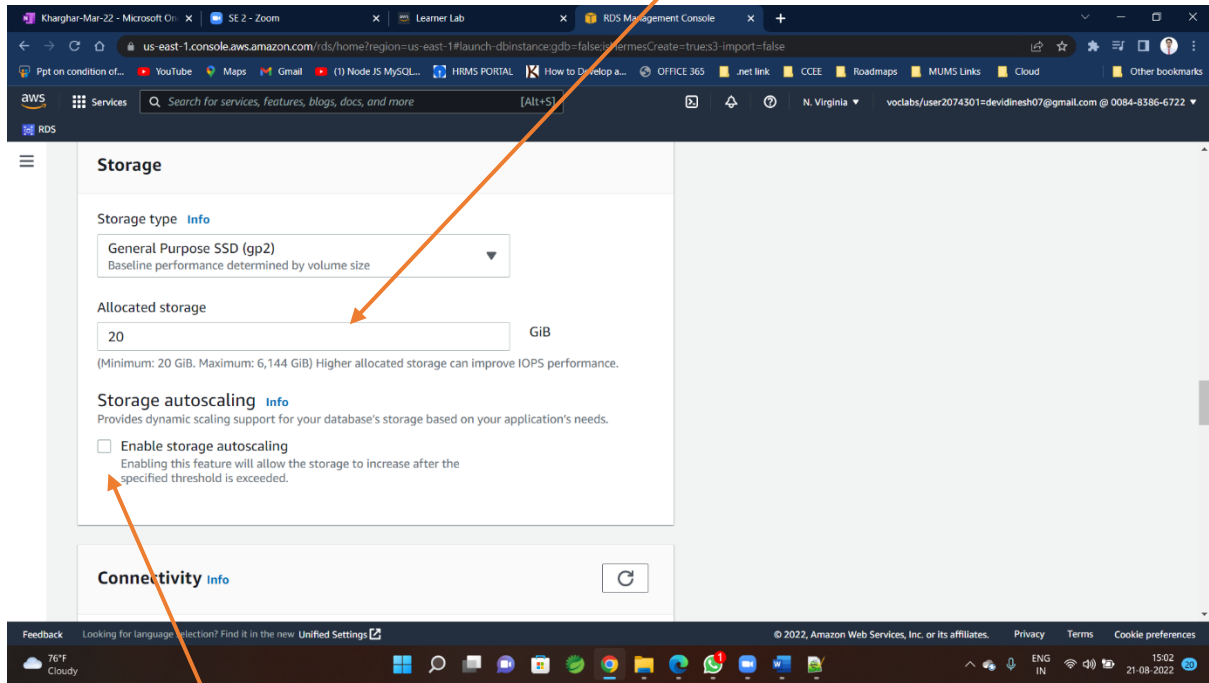 Kharghar-Mar-22 - Microsoft On
SE 2 - Zoom
Learner Lab
RDS Management Console
us-east-1.console.aws.amazon.com/rds/home?region=us-east-1#launch-dbinstance:gdb=false;s3-import=false
Ppt on condition of...
YouTube
Maps
Gmail
(1) Node JS MySQL...
HRMS PORTAL
How to Develop a...
OFFICE 365
.net link
CCEE
Roadmaps
MUMS Links
Cloud
Other bookmarks
aws
Services
Search for services, features, blogs, docs, and more
[Alt+S]
N. Virginia
voclabs/user2074301=devidinesh07@gmail.com @ 0084-8386-6722
RDS
Storage
Storage type Info
General Purpose SSD (gp2)
Baseline performance determined by volume size
Allocated storage
20
GiB
(Minimum: 20 GiB. Maximum: 6,144 GiB) Higher allocated storage can improve IOPS performance.
Storage autoscaling Info
Provides dynamic scaling support for your database's storage based on your application's needs.
Enable storage autoscaling
Enabling this feature will allow the storage to increase after the
specified threshold is exceeded.
Connectivity Info
Feedback
Looking for language selection? Find it in the new Unified Settings
© 2022, Amazon Web Services, Inc. or its affiliates.
Privacy
Terms
Cookie preferences
76°F
Cloudy
ENG
IN
15:02
21-08-2022
20